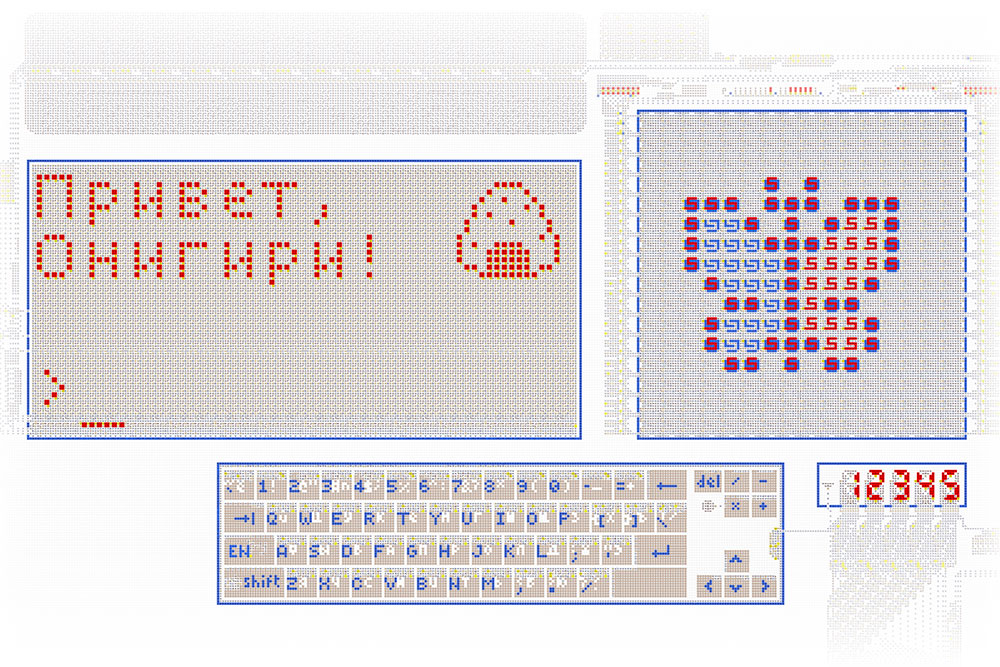 Привет,
Онигири!
>
12345
del / -
x +
1 2 3 4 5 6 7 8 9 0 - = ←
Q W E R T Y U I O P [ ] \
EN A S D F G H J K L ; '
shift Z X C V B N M , . /